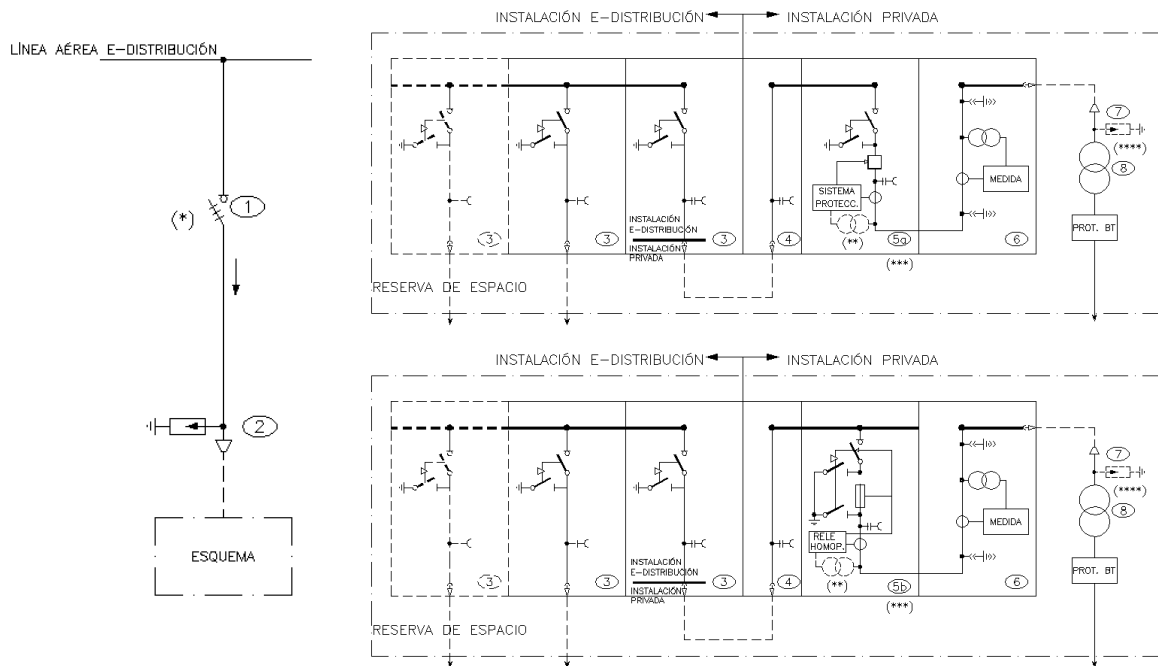 LÍNEA AÉREA E-DISTRIBUCIÓN
(*)
1
2
ESQUEMA
INSTALACIÓN E-DISTRIBUCIÓN
INSTALACIÓN PRIVADA
SISTEMA
PROTECC.
(**)
MEDIDA
INSTALACIÓN
E-DISTRIBUCIÓN
INSTALACIÓN
PRIVADA
3
3
3
4
5a
(***)
6
7
(****)
8
PROT. BT
RESERVA DE ESPACIO
INSTALACIÓN E-DISTRIBUCIÓN
INSTALACIÓN PRIVADA
RELE
HOMOP.
(**)
MEDIDA
INSTALACIÓN
E-DISTRIBUCIÓN
INSTALACIÓN
PRIVADA
3
3
3
4
5b
(***)
6
7
(****)
8
PROT. BT
RESERVA DE ESPACIO